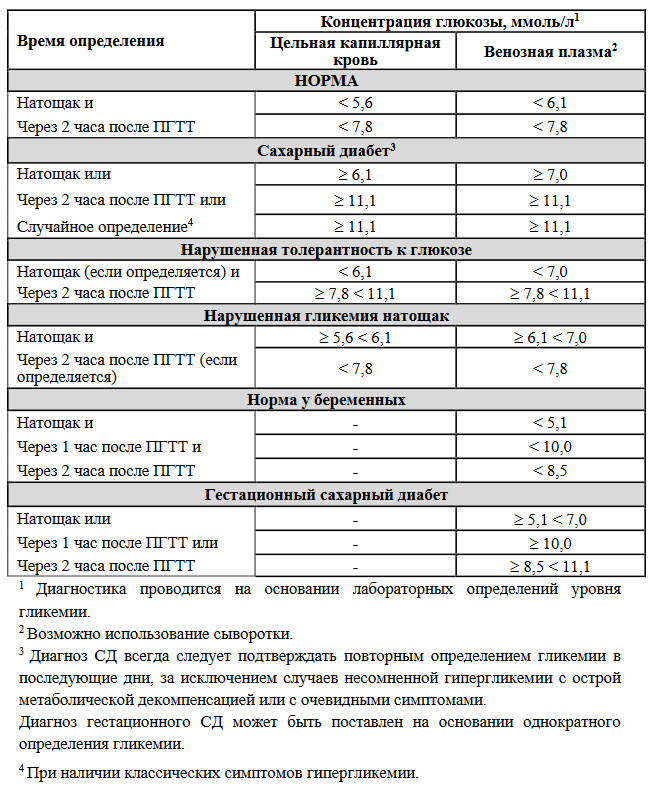 Время определения
Концентрация глюкозы, ммоль/л¹
Цельная капиллярная
кровь
Венозная плазма²
НОРМА
Натощак и < 5,6 < 6,1
Через 2 часа после ПГТТ < 7,8 < 7,8
Сахарный диабет³
Натощак или ≥ 6,1 ≥ 7,0
Через 2 часа после ПГТТ или ≥ 11,1 ≥ 11,1
Случайное определение⁴ ≥ 11,1 ≥ 11,1
Нарушенная толерантность к глюкозе
Натощак (если определяется) и < 6,1 < 7,0
Через 2 часа после ПГТТ ≥ 7,8 < 11,1 ≥ 7,8 < 11,1
Нарушенная гликемия натощак
Натощак и ≥ 5,6 < 6,1 ≥ 6,1 < 7,0
Через 2 часа после ПГТТ (если
определяется) < 7,8 < 7,8
Норма у беременных
Натощак и - < 5,1
Через 1 час после ПГТТ и - < 10,0
Через 2 часа после ПГТТ - < 8,5
Гестационный сахарный диабет
Натощак или - ≥ 5,1 < 7,0
Через 1 час после ПГТТ или - ≥ 10,0
Через 2 часа после ПГТТ - ≥ 8,5 < 11,1
¹ Диагностика проводится на основании лабораторных определений уровня
гликемии.
² Возможно использование сыворотки.
³ Диагноз СД всегда следует подтверждать повторным определением гликемии в
последующие дни, за исключением случаев несомненной гипергликемии с острой
метаболической декомпенсацией или с очевидными симптомами.
Диагноз гестационного СД может быть поставлен на основании однократного
определения гликемии.
⁴ При наличии классических симптомов гипергликемии.